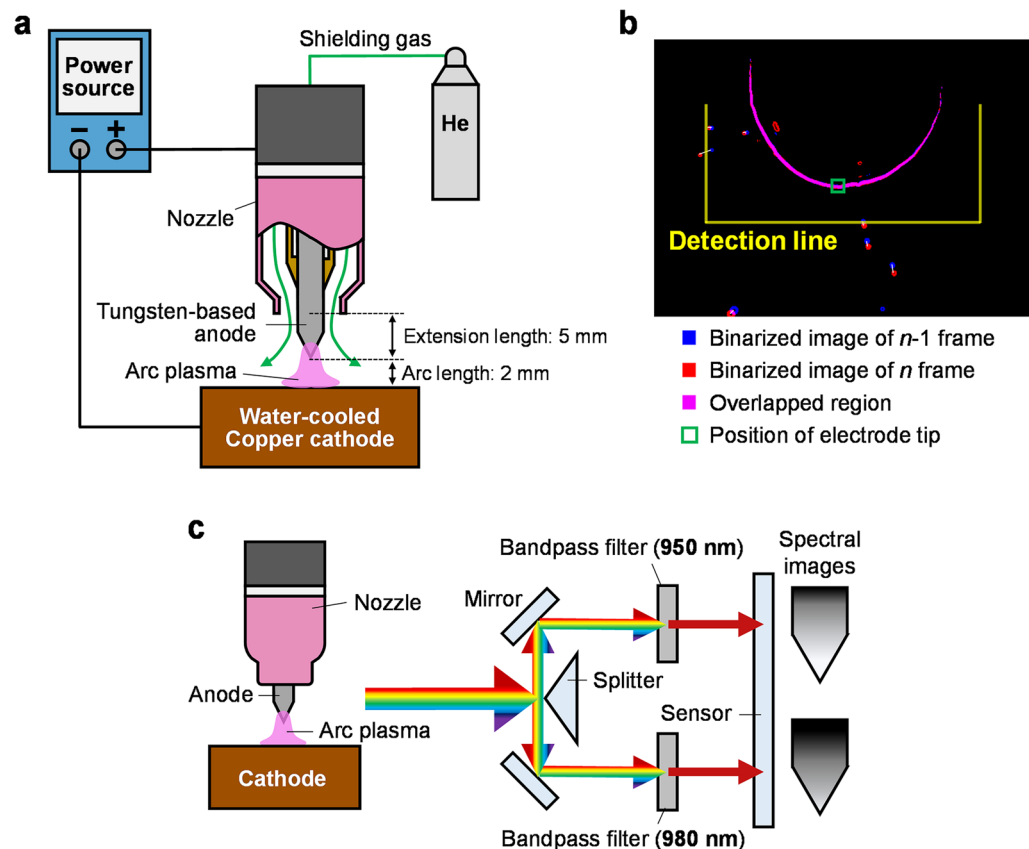 a
Shielding gas
Power
source
− +
He
Nozzle
Tungsten-based
anode
Extension length: 5 mm
Arc plasma
Arc length: 2 mm
Water-cooled
Copper cathode
b
Detection line
Binarized image of n-1 frame
Binarized image of n frame
Overlapped region
Position of electrode tip
c
Nozzle
Anode
Arc plasma
Cathode
Bandpass filter (950 nm)
Mirror
Splitter
Sensor
Bandpass filter (980 nm)
Spectral
images